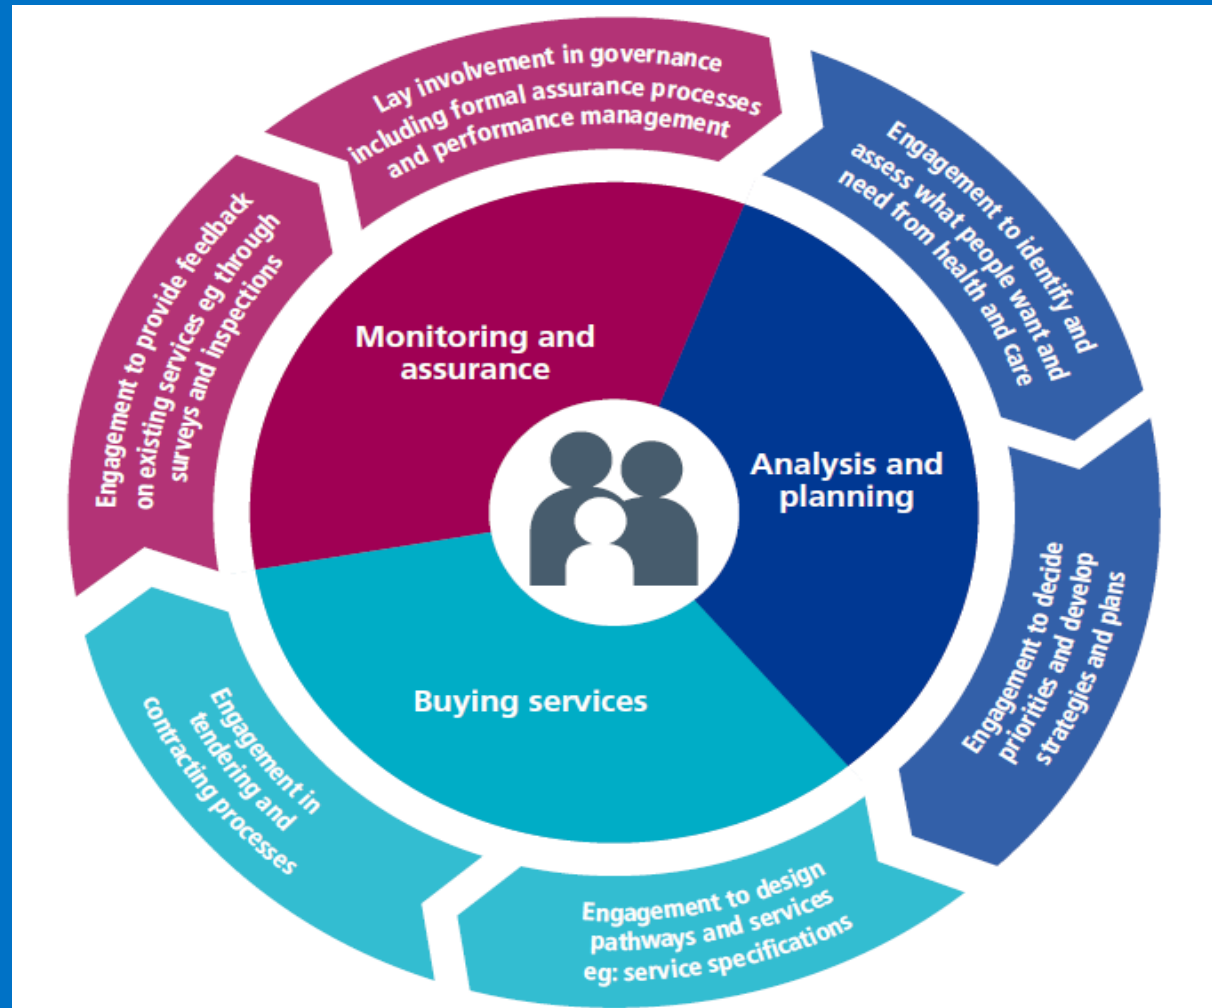 Lay involvement in governance
including formal assurance processes
and performance management
Engagement to identify and
assess what people want and
need from health and care
Engagement to decide
priorities and develop
strategies and plans
Engagement to design
pathways and services
eg: service specifications
Engagement in
tendering and
contracting processes
Engagement to provide feedback
on existing services eg through
surveys and inspections
Monitoring and
assurance
Analysis and
planning
Buying services